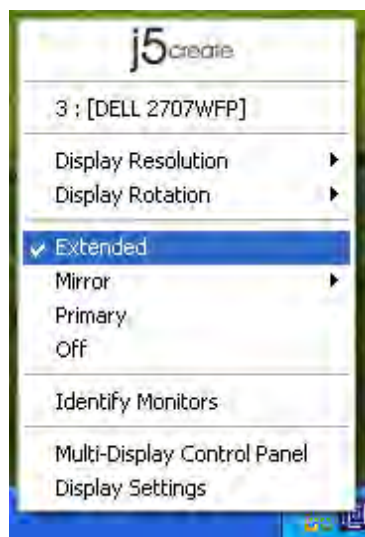 j5create
3 : [DELL 2707WFP]
Display Resolution
Display Rotation
Extended
Mirror
Primary
Off
Identify Monitors
Multi-Display Control Panel
Display Settings